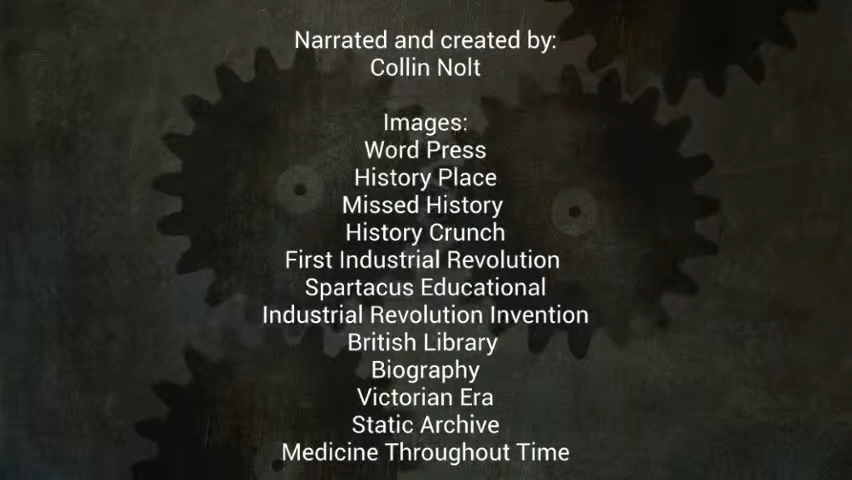 Narrated and created by:
Collin Nolt
Images:
Word Press
History Place
Missed History
History Crunch
First Industrial Revolution
Spartacus Educational
Industrial Revolution Invention
British Library
Biography
Victorian Era
Static Archive
Medicine Throughout Time